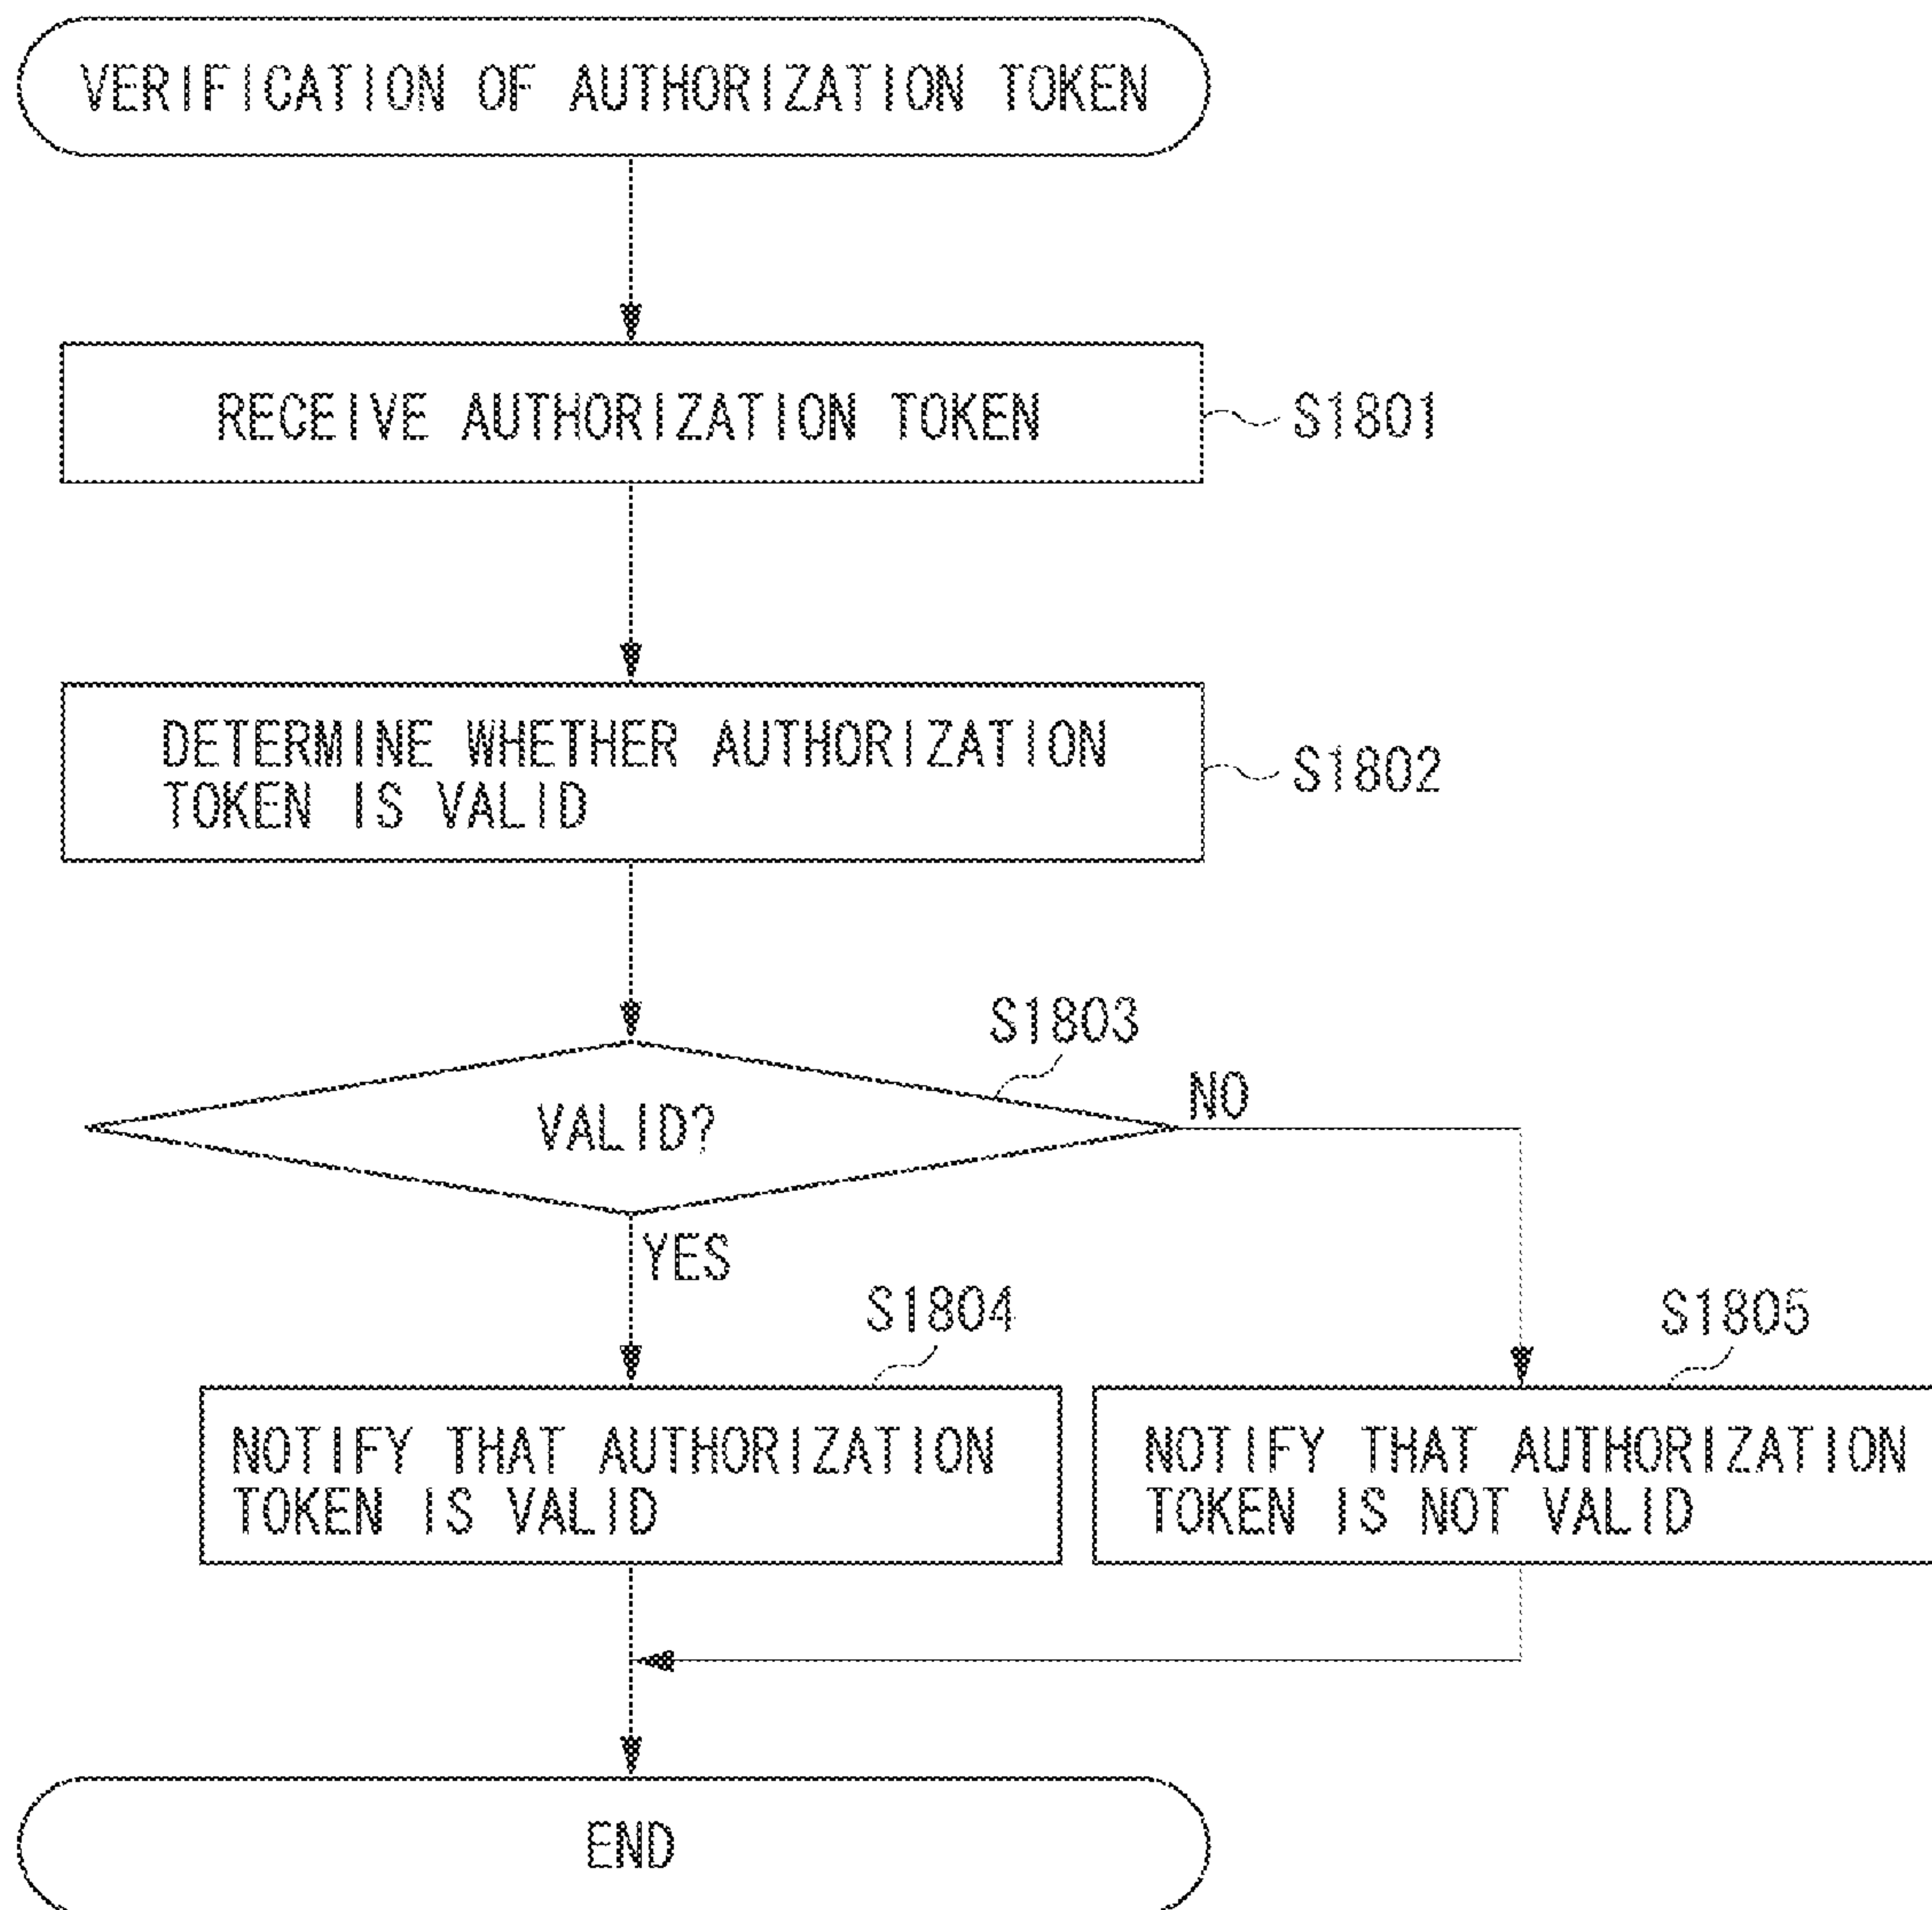 VERIFICATION OF AUTHORIZATION TOKEN
RECEIVE AUTHORIZATION TOKEN
S1801
DETERMINE WHETHER AUTHORIZATION
TOKEN IS VALID
S1802
S1803
VALID?
NO
YES
S1804
S1805
NOTIFY THAT AUTHORIZATION
TOKEN IS VALID
NOTIFY THAT AUTHORIZATION
TOKEN IS NOT VALID
END